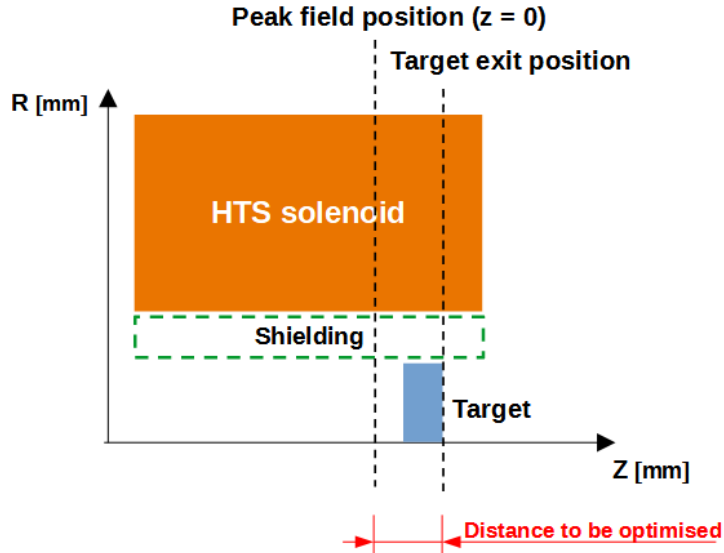 Peak field position (z = 0)
Target exit position
R [mm]
HTS solenoid
Shielding
Target
Z [mm]
Distance to be optimised